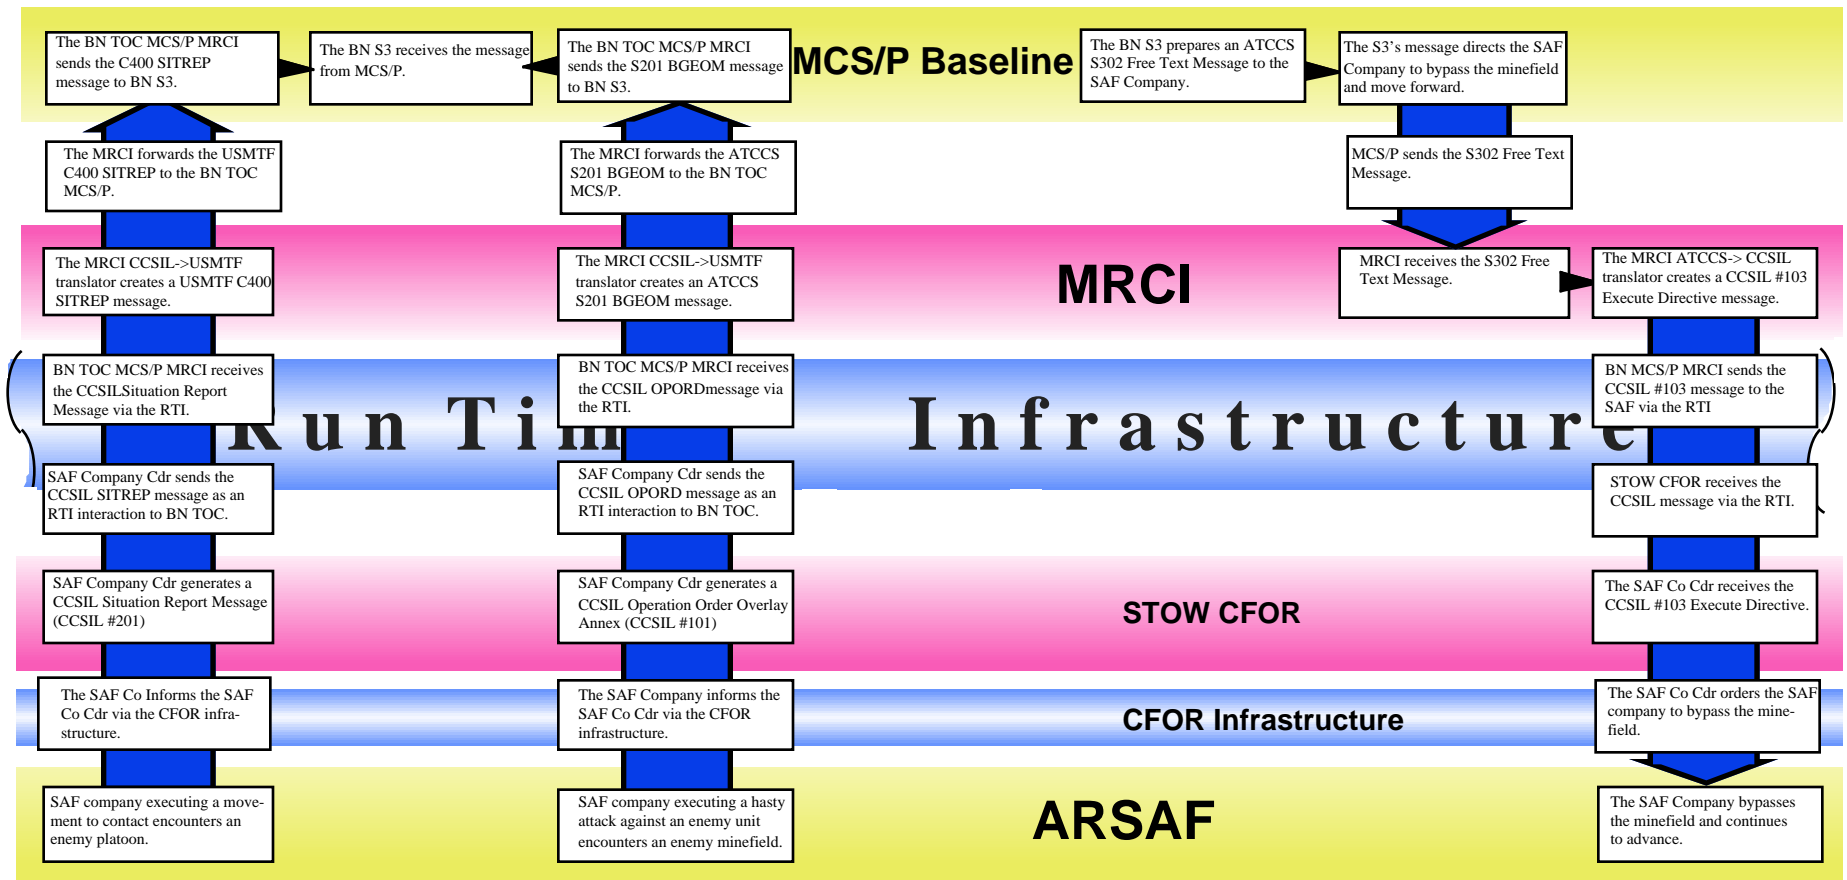 The BN TOC MCS/P MRCI
sends the C400 SITREP
message to BN S3.
The BN S3 receives the message
from MCS/P.
The BN TOC MCS/P MRCI
sends the S201 BGEOM message
to BN S3.
MCS/P Baseline
The BN S3 prepares an ATCCS
S302 Free Text Message to the
SAF Company.
The S3's message directs the SAF
Company to bypass the minefield
and move forward.
The MRCI forwards the USMTF
C400 SITREP to the BN TOC
MCS/P.
The MRCI forwards the ATCCS
S201 BGEOM to the BN TOC
MCS/P.
MCS/P sends the S302 Free Text
Message.
The MRCI CCSIL->USMTF
translator creates a USMTF C400
SITREP message.
The MRCI CCSIL->USMTF
translator creates an ATCCS
S201 BGEOM message.
MRCI
MRCI receives the S302 Free
Text Message.
The MRCI ATCCS-> CCSIL
translator creates a CCSIL #103
Execute Directive message.
BN TOC MCS/P MRCI receives
the CCSILSituation Report
Message via the RTI.
BN TOC MCS/P MRCI receives
the CCSIL OPORDmessage via
the RTI.
BN MCS/P MRCI sends the
CCSIL #103 message to the
SAF via the RTI
Run Tim Infrastructure
SAF Company Cdr sends the
CCSIL SITREP message as an
RTI interaction to BN TOC.
SAF Company Cdr sends the
CCSIL OPORD message as an
RTI interaction to BN TOC.
STOW CFOR receives the
CCSIL message via the RTI.
SAF Company Cdr generates a
CCSIL Situation Report Message
(CCSIL #201)
SAF Company Cdr generates a
CCSIL Operation Order Overlay
Annex (CCSIL #101)
STOW CFOR
The SAF Co Cdr receives the
CCSIL #103 Execute Directive.
The SAF Co Informs the SAF
Co Cdr via the CFOR infra-
structure.
The SAF Company informs the
SAF Co Cdr via the CFOR
infrastructure.
CFOR Infrastructure
The SAF Co Cdr orders the SAF
company to bypass the mine-
field.
SAF company executing a move-
ment to contact encounters an
enemy platoon.
SAF company executing a hasty
attack against an enemy unit
encounters an enemy minefield.
ARSAF
The SAF Company bypasses
the minefield and continues
to advance.